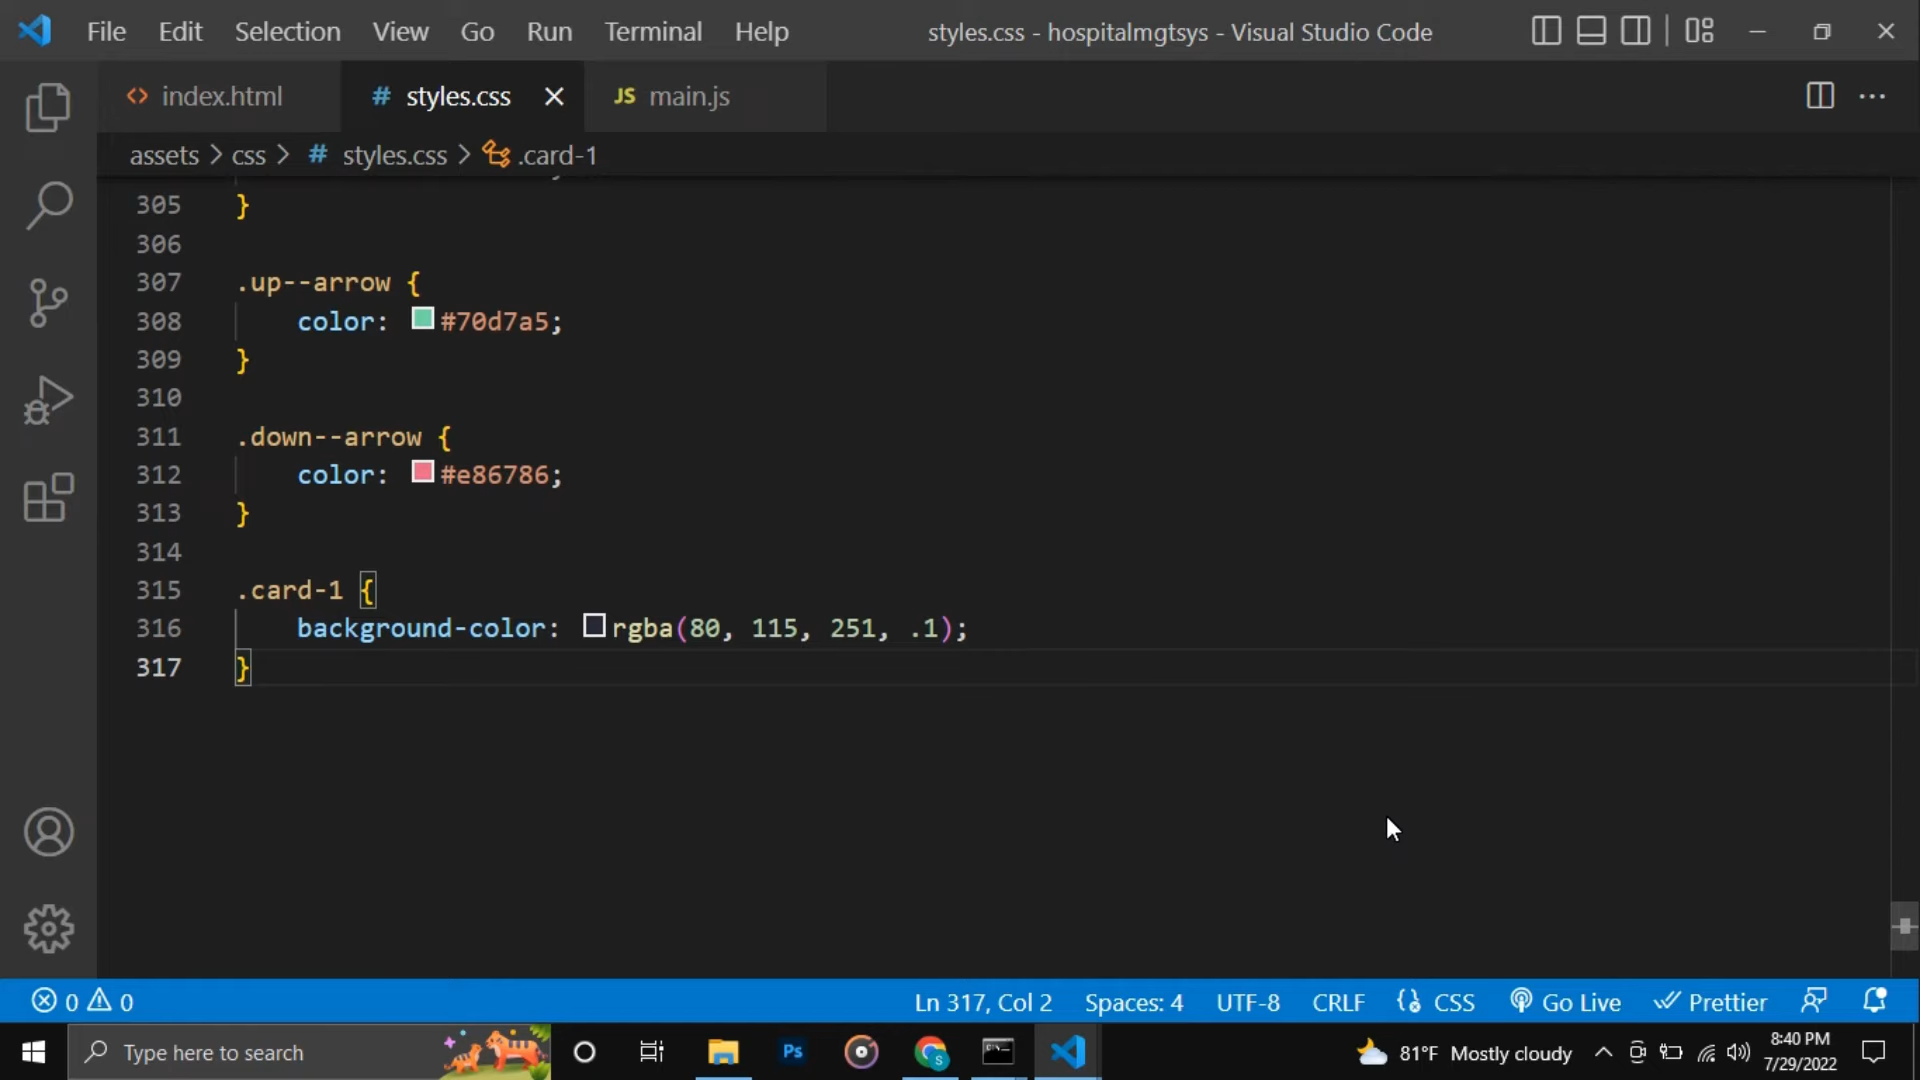 File Edit Selection View Go Run Terminal Help styles.css - hospitalmgtsys - Visual Studio Code
<> index.html # styles.css JS main.js
assets > css > # styles.css > .card-1
305 }
306
307 .up--arrow {
308 color: #70d7a5;
309 }
310
311 .down--arrow {
312 color: #e86786;
313 }
314
315 .card-1 {
316 background-color: rgba(80, 115, 251, .1);
317 }
0 0 Ln 317, Col 2 Spaces: 4 UTF-8 CRLF CSS Go Live Prettier
Type here to search Ps 81°F Mostly cloudy 8:40 PM
7/29/2022